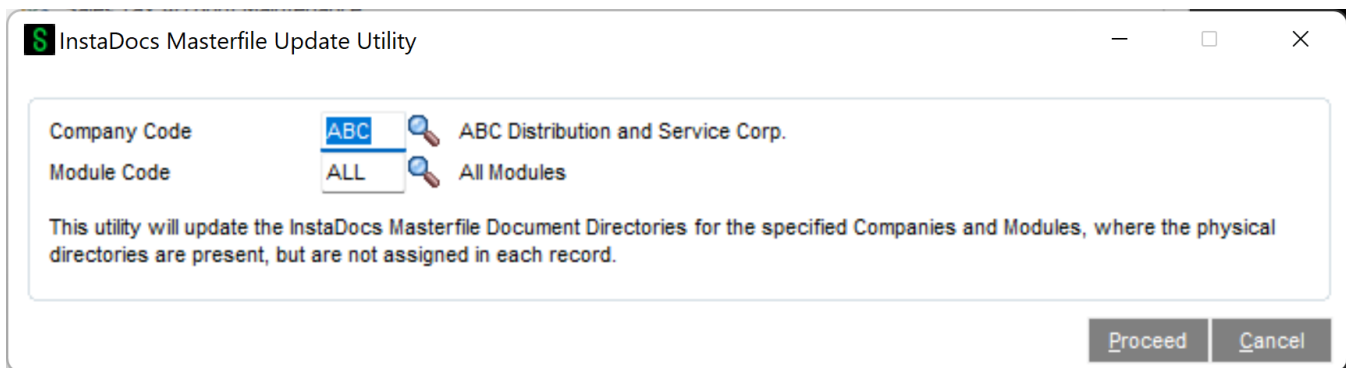 InstaDocs Masterfile Update Utility
Company Code ABC ABC Distribution and Service Corp.
Module Code ALL All Modules
This utility will update the InstaDocs Masterfile Document Directories for the specified Companies and Modules, where the physical
directories are present, but are not assigned in each record.
Proceed Cancel